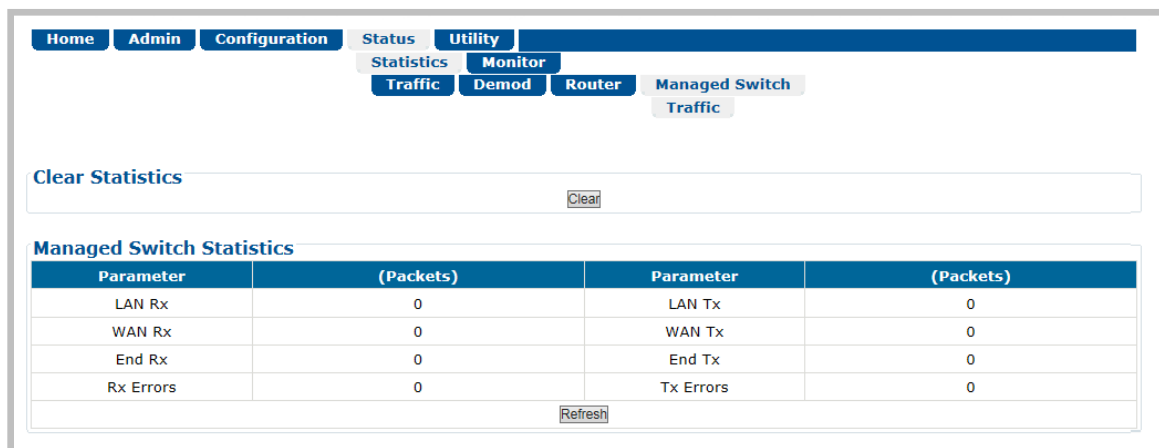 Home Admin Configuration Status Utility
Statistics Monitor
Traffic Demod Router Managed Switch
Traffic
Clear Statistics
Clear
Managed Switch Statistics
Parameter (Packets) Parameter (Packets)
LAN Rx 0 LAN Tx 0
WAN Rx 0 WAN Tx 0
End Rx 0 End Tx 0
Rx Errors 0 Tx Errors 0
Refresh